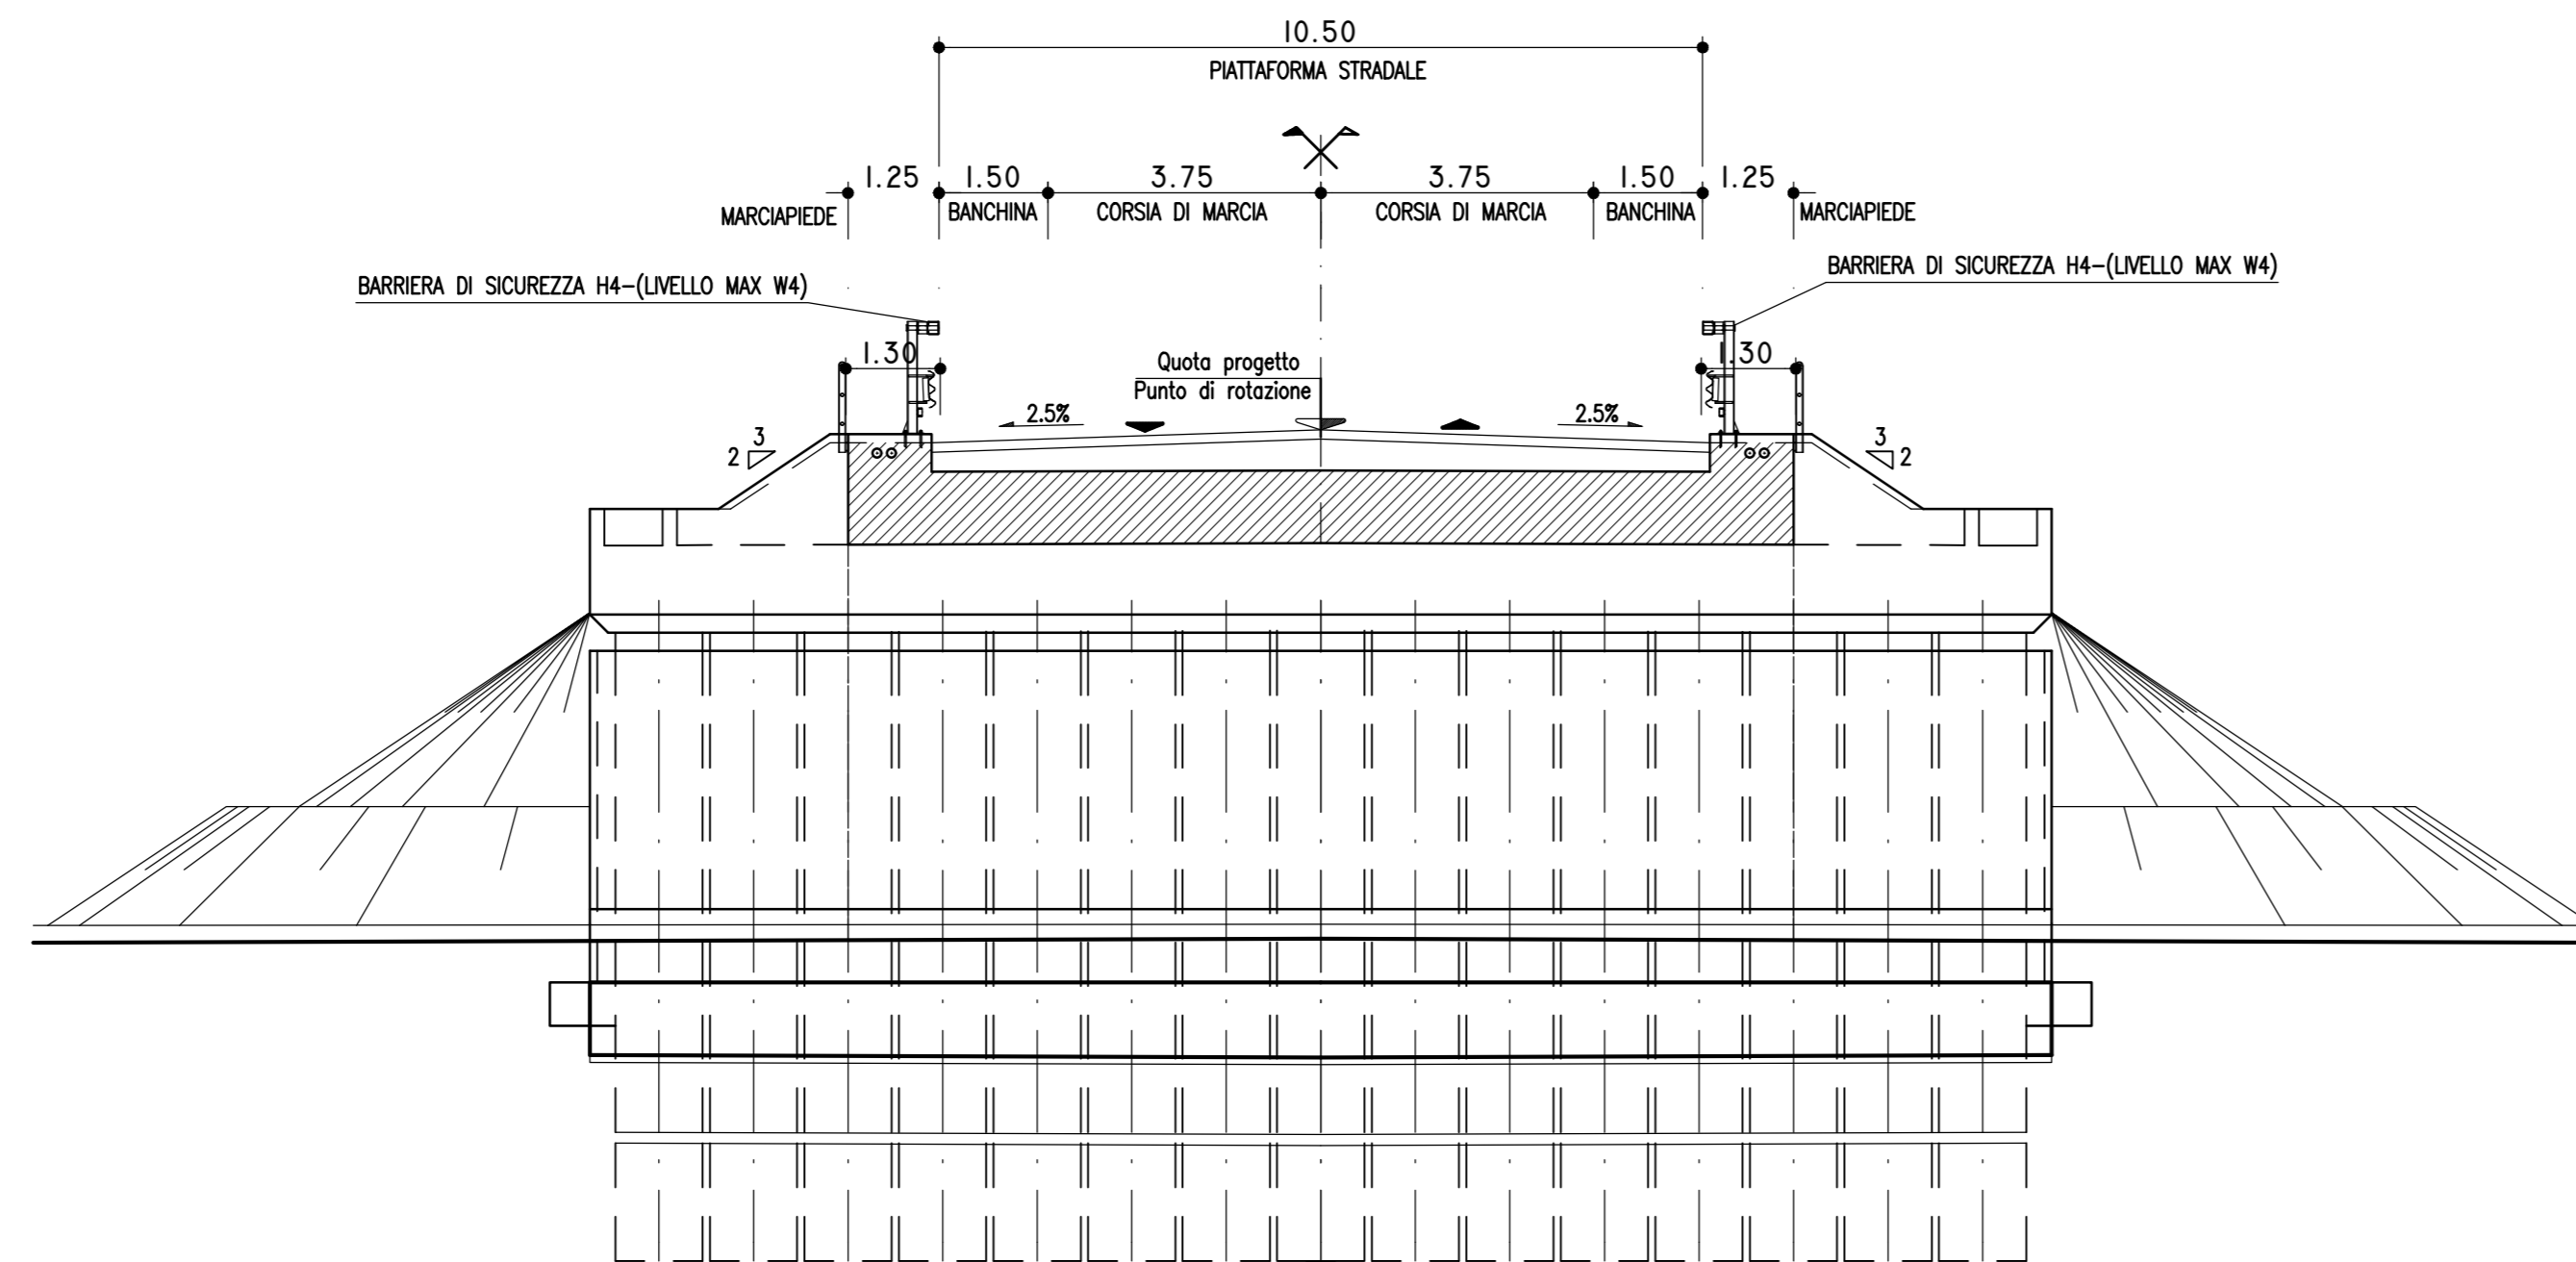 10.50
PIATTAFORMA STRADALE
1.25 1.50 3.75 3.75 1.50 1.25
MARCIAPIEDE BANCHINA CORSIA DI MARCIA CORSIA DI MARCIA BANCHINA MARCIAPIEDE
BARRIERA DI SICUREZZA H4-(LIVELLO MAX W4)
BARRIERA DI SICUREZZA H4-(LIVELLO MAX W4)
1.30
Quota progetto
Punto di rotazione
1.30
2.5%
2.5%
3
2
3
2